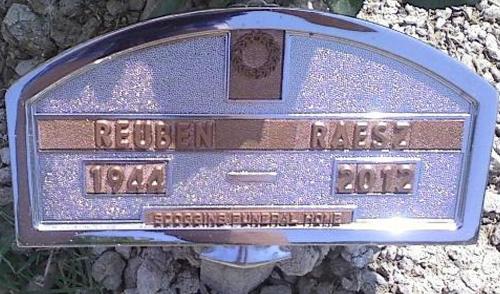 REUBEN RAESZ
1944 — 2012
SCOGGINS FUNERAL HOME